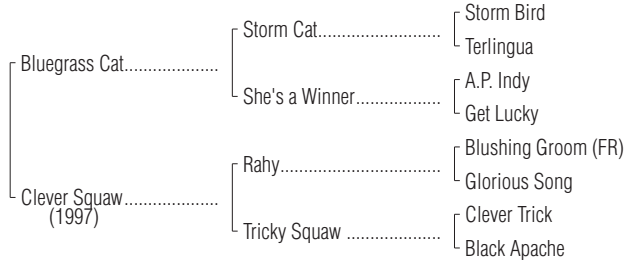 Storm Bird
Storm Cat....................
Terlingua
Bluegrass Cat...................
A.P. Indy
She's a Winner.................
Get Lucky
Blushing Groom (FR)
Rahy................................
Glorious Song
Clever Squaw...................
(1997)
Clever Trick
Tricky Squaw ...................
Black Apache